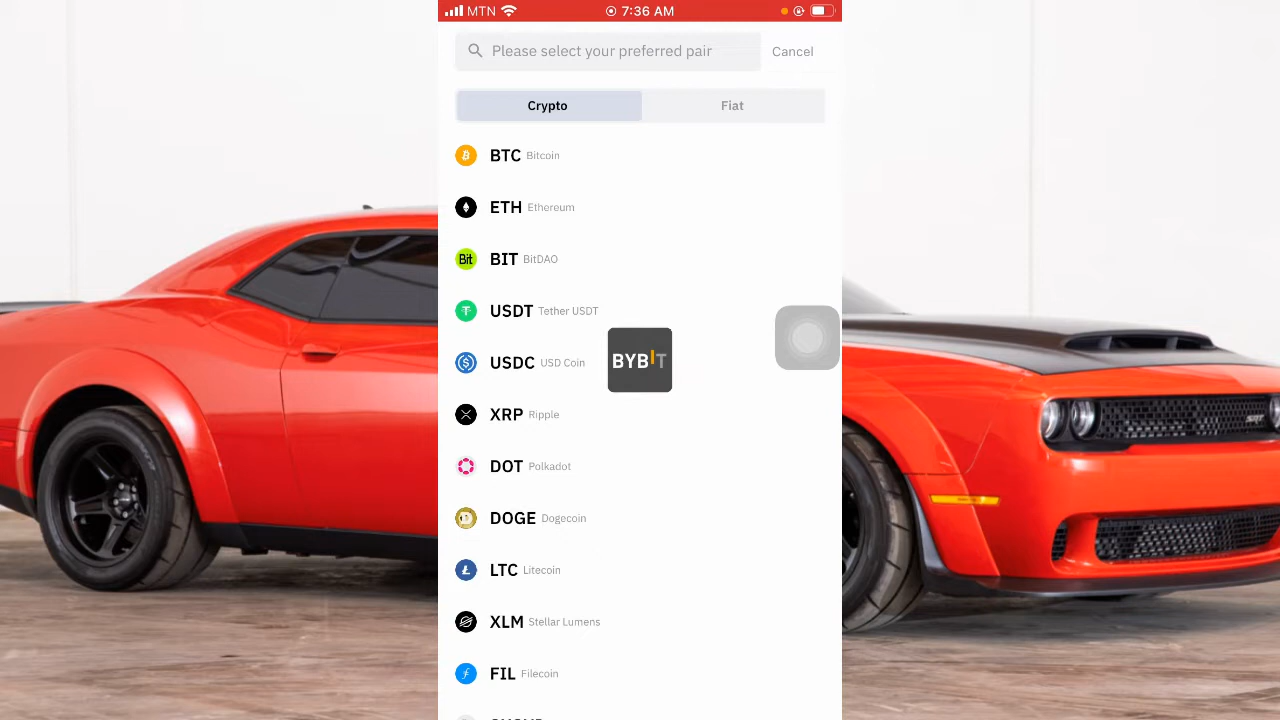 MTN 7:36 AM
Please select your preferred pair Cancel
Crypto Fiat
BTC Bitcoin
ETH Ethereum
Bit BIT BitDAO
USDT Tether USDT
USDC USD Coin
BYBIT
XRP Ripple
DOT Polkadot
DOGE Dogecoin
LTC Litecoin
XLM Stellar Lumens
FIL Filecoin